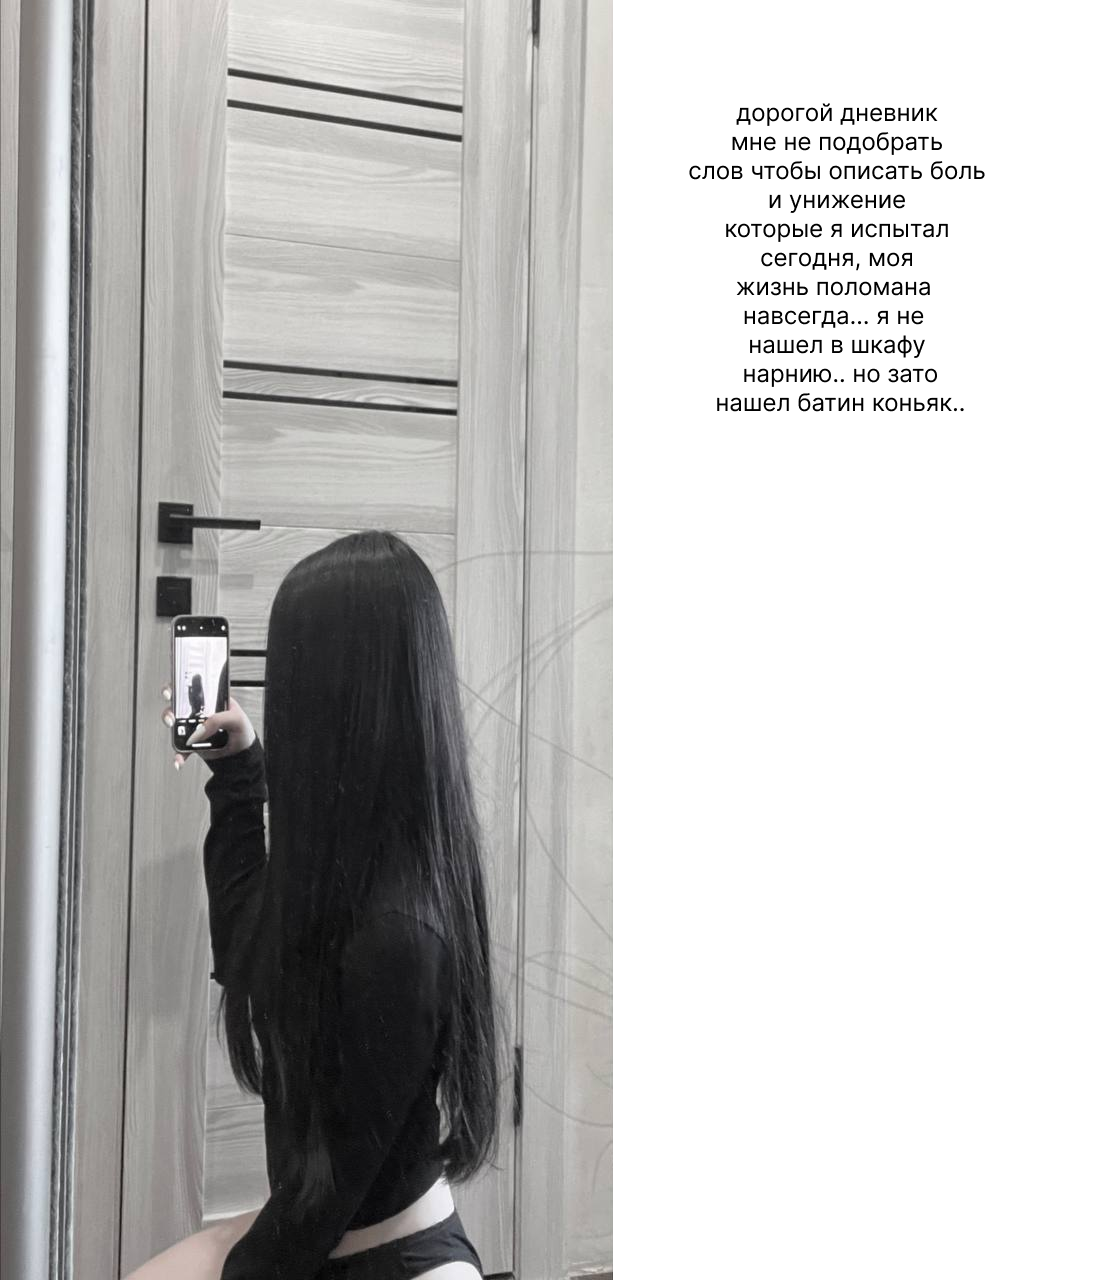 дорогой дневник
мне не подобрать
слов чтобы описать боль
и унижение
которые я испытал
сегодня, моя
жизнь поломана
навсегда... я не
нашел в шкафу
нарнию.. но зато
нашел батин коньяк..